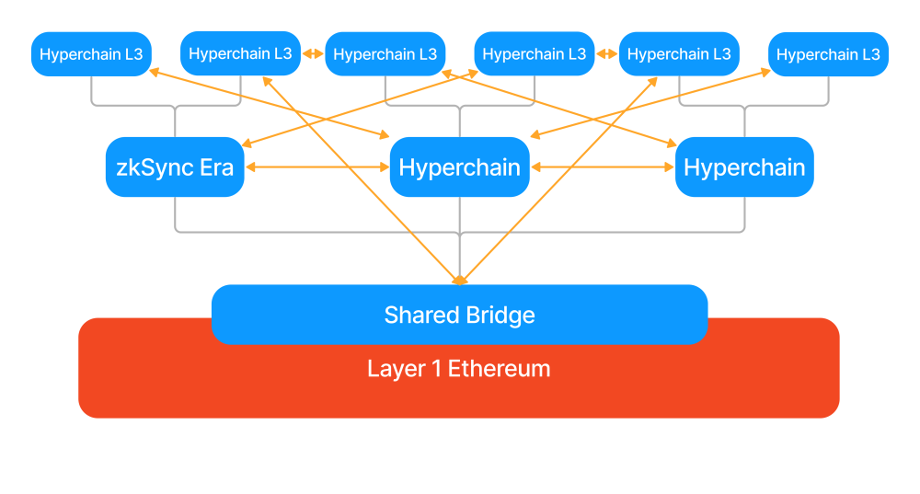 Hyperchain L3
Hyperchain L3
Hyperchain L3
Hyperchain L3
Hyperchain L3
Hyperchain L3
zkSync Era
Hyperchain
Hyperchain
Shared Bridge
Layer 1 Ethereum